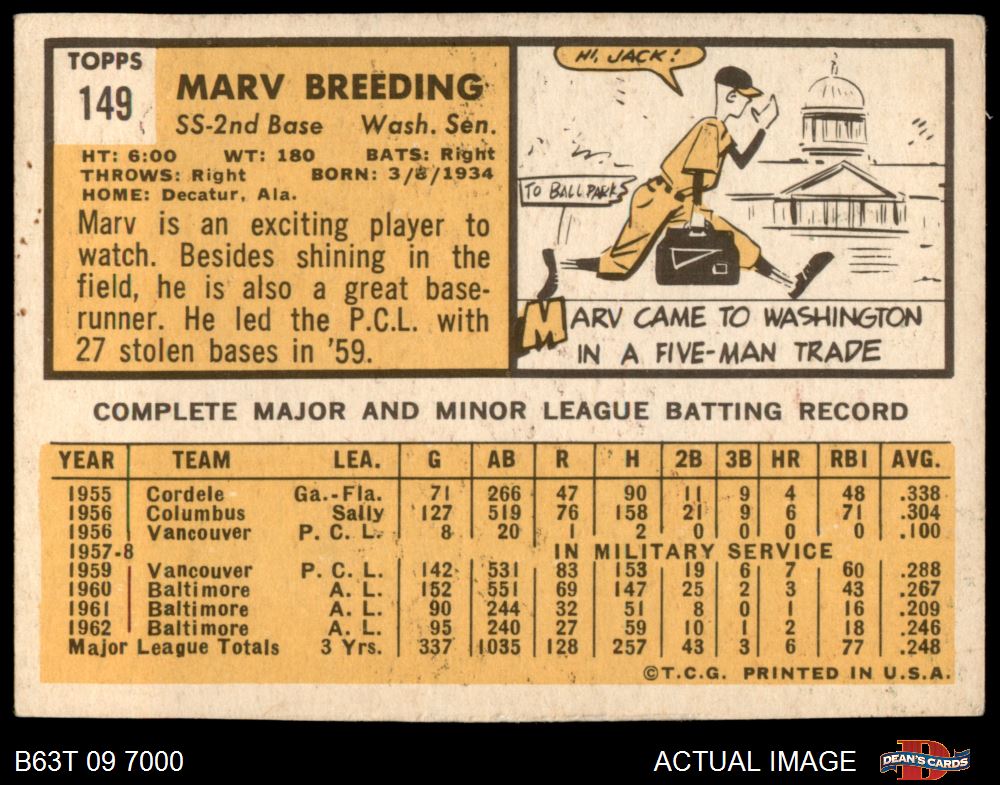 TOPPS
149
MARV BREEDING
SS-2nd Base Wash. Sen.
HT: 6:00 WT: 180 BATS: Right
THROWS: Right BORN: 3/8/1934
HOME: Decatur, Ala.
Marv is an exciting player to
watch. Besides shining in the
field, he is also a great base-
runner. He led the P.C.L. with
27 stolen bases in '59.
HI, JACK!
TO BALL PARKS
MARV CAME TO WASHINGTON
IN A FIVE-MAN TRADE
COMPLETE MAJOR AND MINOR LEAGUE BATTING RECORD
YEAR TEAM LEA. G AB R H 2B 3B HR RBI AVG.
1955 Cordele Ga.-Fla. 71 266 47 90 11 9 4 48 .338
1956 Columbus Sally 127 519 76 158 21 9 6 71 .304
1956 Vancouver P. C. L. 8 20 1 2 0 0 0 0 .100
1957-8 IN MILITARY SERVICE
1959 Vancouver P. C. L. 142 531 83 153 19 6 7 60 .288
1960 Baltimore A. L. 152 551 69 147 25 2 3 43 .267
1961 Baltimore A. L. 90 244 32 51 8 0 1 16 .209
1962 Baltimore A. L. 95 240 27 59 10 1 2 18 .246
Major League Totals 3 Yrs. 337 1035 128 257 43 3 6 77 .248
©T.C.G. PRINTED IN U.S.A.
B63T 09 7000 ACTUAL IMAGE
D
DEAN'S CARDS